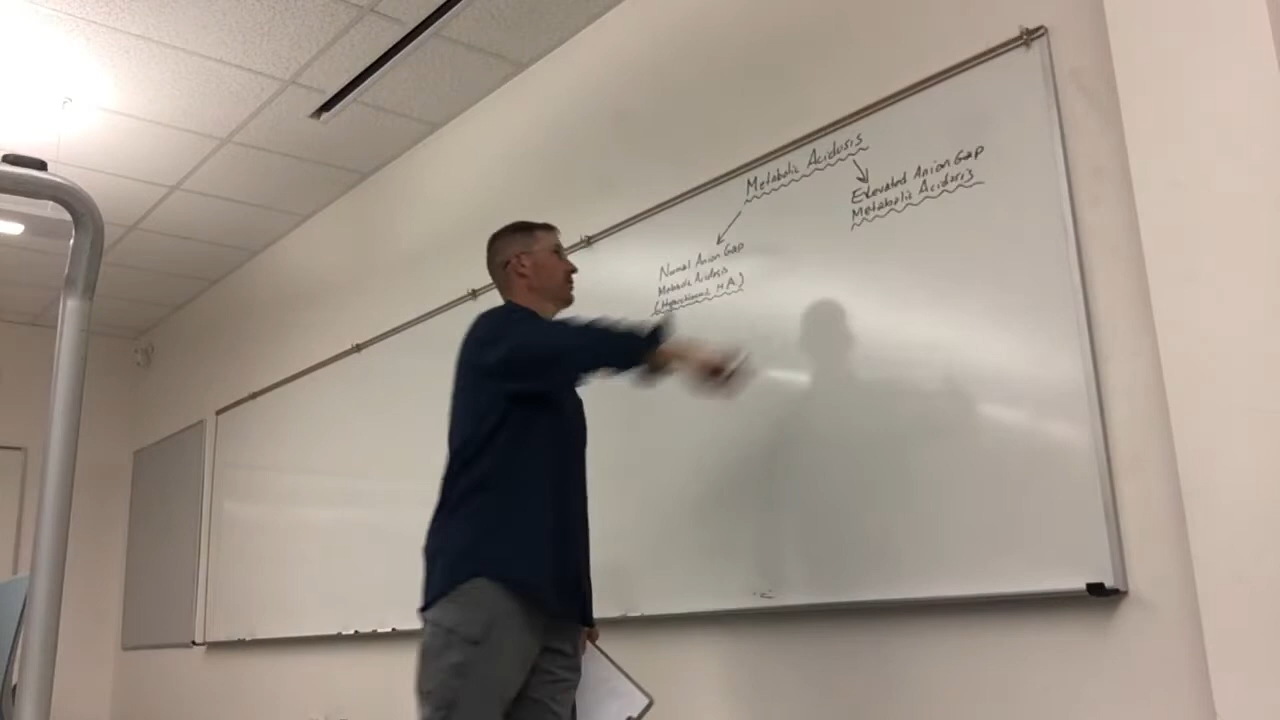 Metabolic Acidosis
Elevated Anion Gap
Metabolic Acidosis
Normal Anion Gap
Metabolic Acidosis
(Hyperchloremic M.A.)